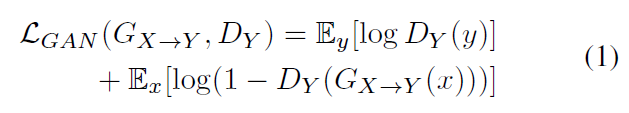 ℒ_{GAN}(G_{X→Y}, D_Y) = 𝔼_y[log D_Y(y)]
+ 𝔼_x[log(1 − D_Y(G_{X→Y}(x)))]
(1)